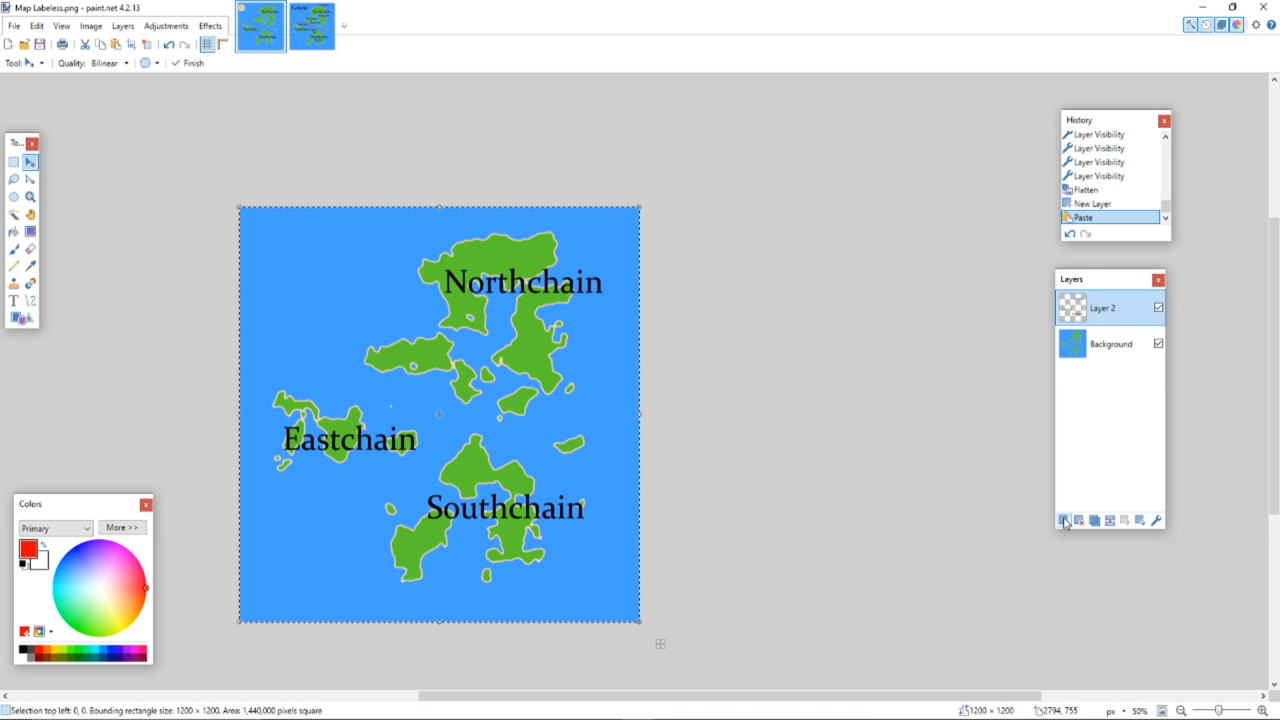 Map Labeless.png - paint.net 4.2.13
File Edit View Image Layers Adjustments Effects
Tool: Quality: Bilinear Finish
To...
History
Layer Visibility
Layer Visibility
Layer Visibility
Layer Visibility
Flatten
New Layer
Paste
Layers
Layer 2
Background
Northchain
Eastchain
Southchain
Colors
Primary More >>
Selection top left: 0, 0. Bounding rectangle size: 1200 × 1200. Area: 1,440,000 pixels square 1200 × 1200 2794, 755 px 50%